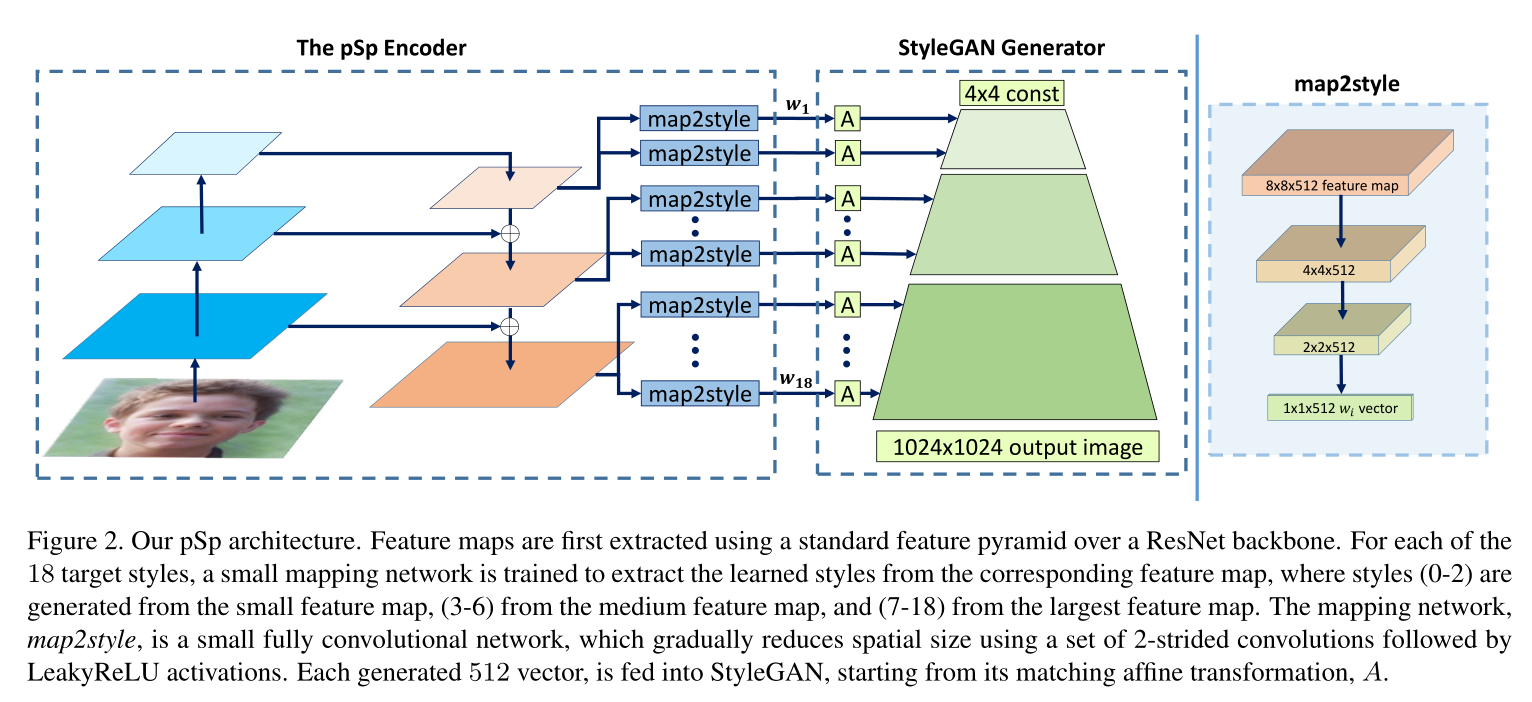 The pSp Encoder
StyleGAN Generator
map2style
4x4 const
map2style
w₁
A
map2style
A
map2style
A
map2style
A
map2style
A
map2style
w₁₈
A
1024x1024 output image
8x8x512 feature map
4x4x512
2x2x512
1x1x512 wᵢ vector
Figure 2. Our pSp architecture. Feature maps are first extracted using a standard feature pyramid over a ResNet backbone. For each of the
18 target styles, a small mapping network is trained to extract the learned styles from the corresponding feature map, where styles (0-2) are
generated from the small feature map, (3-6) from the medium feature map, and (7-18) from the largest feature map. The mapping network,
map2style, is a small fully convolutional network, which gradually reduces spatial size using a set of 2-strided convolutions followed by
LeakyReLU activations. Each generated 512 vector, is fed into StyleGAN, starting from its matching affine transformation, A.